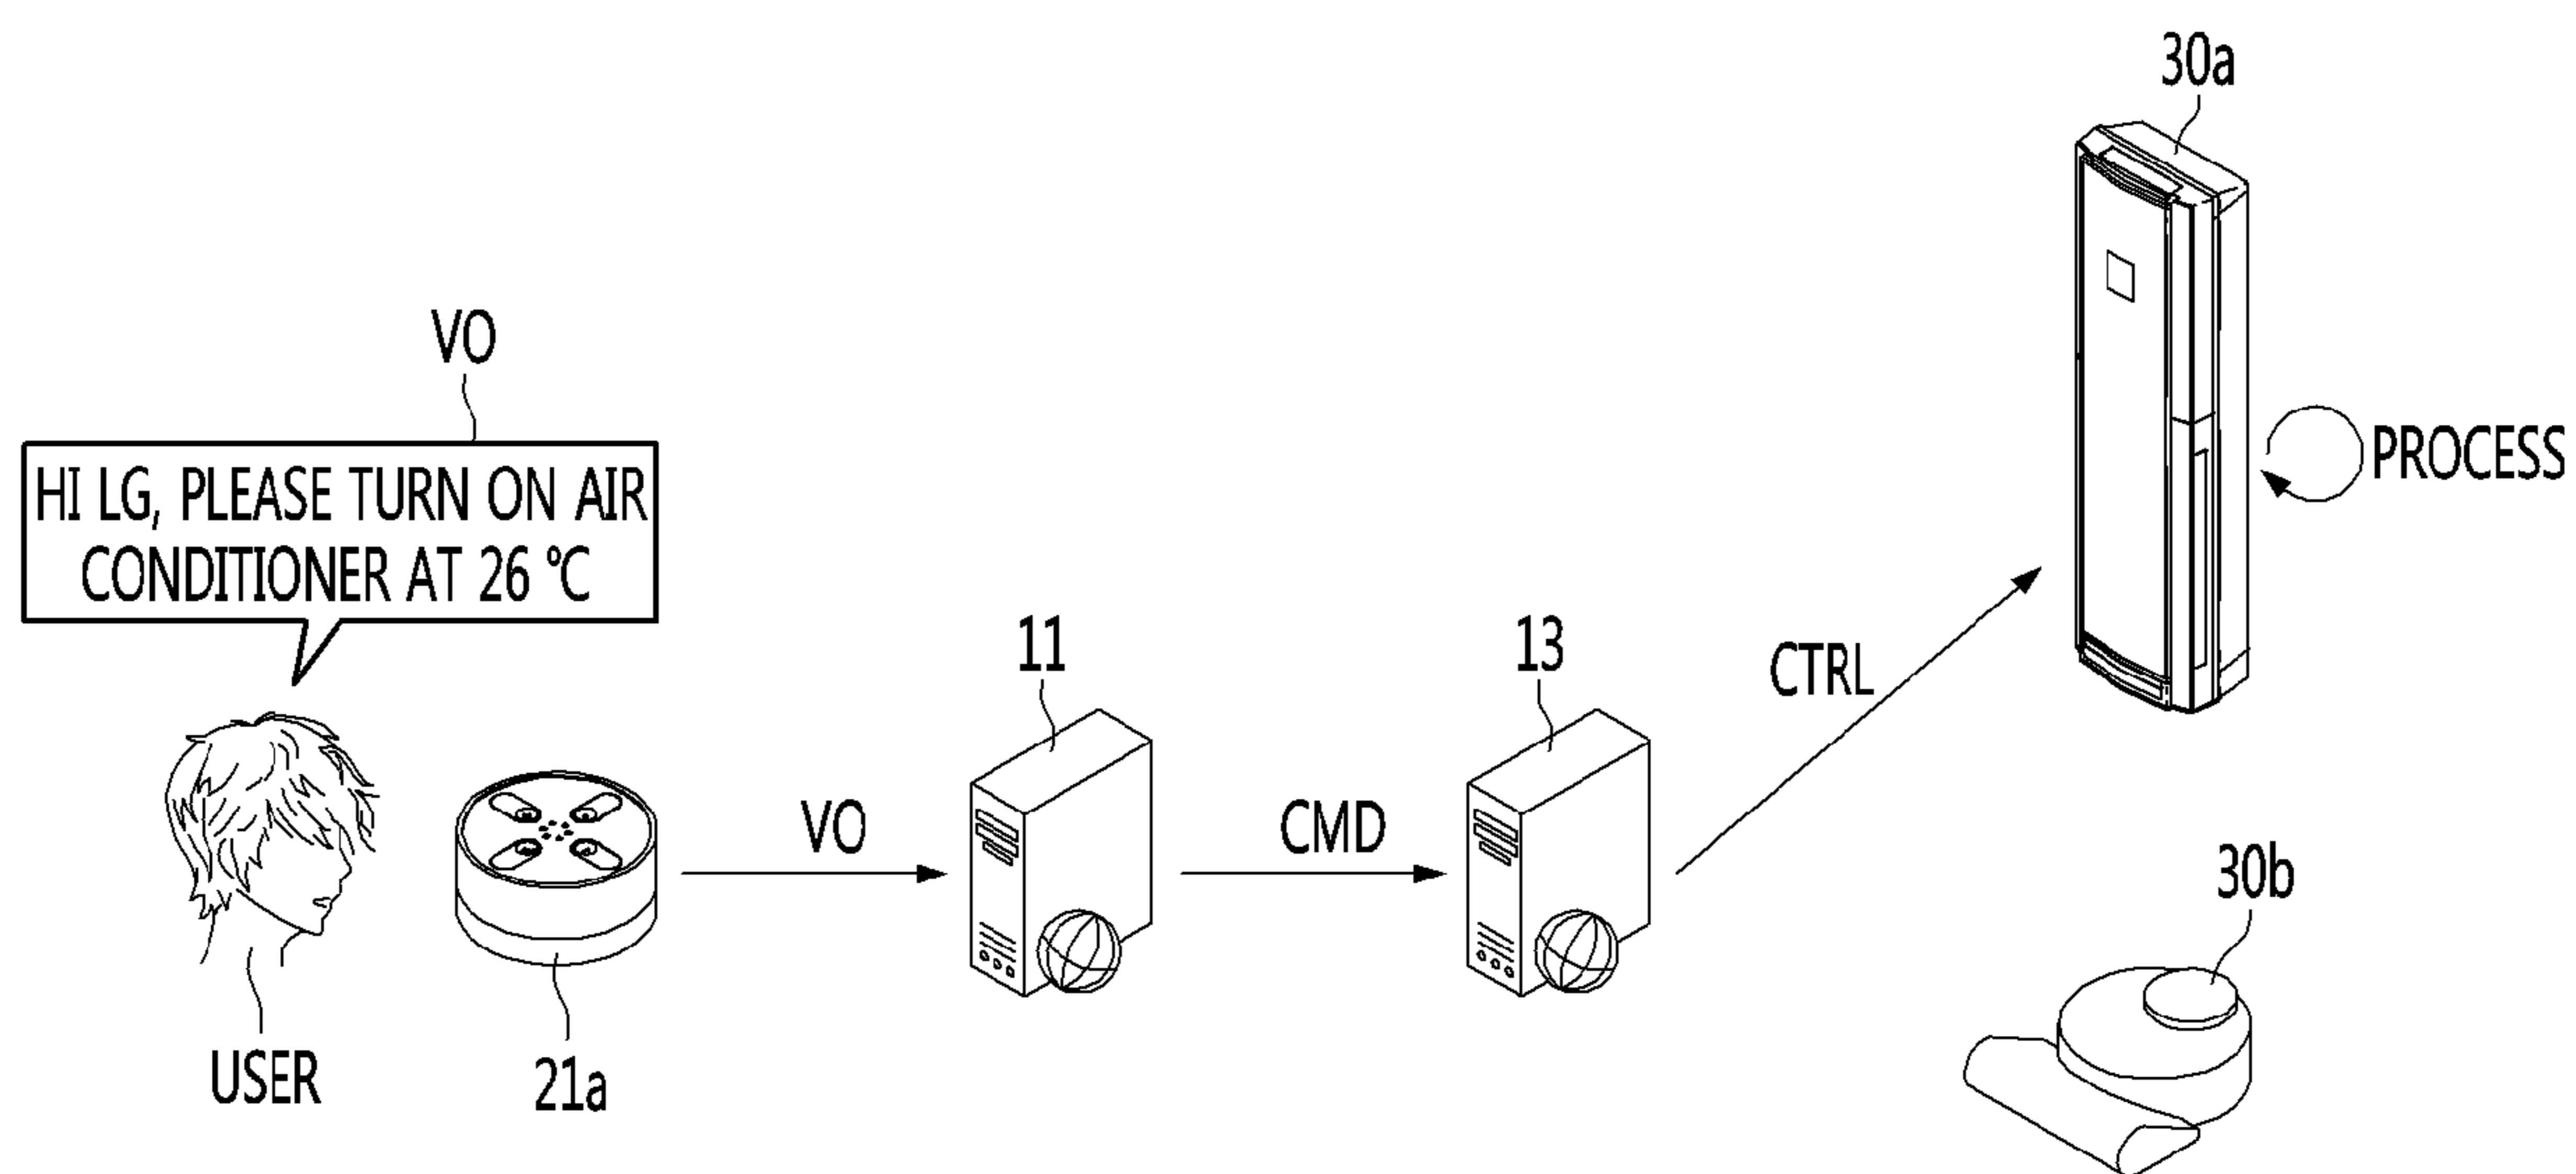 30a
VO
HI LG, PLEASE TURN ON AIR
CONDITIONER AT 26 °C
PROCESS
11
13
CTRL
VO
CMD
30b
USER
21a